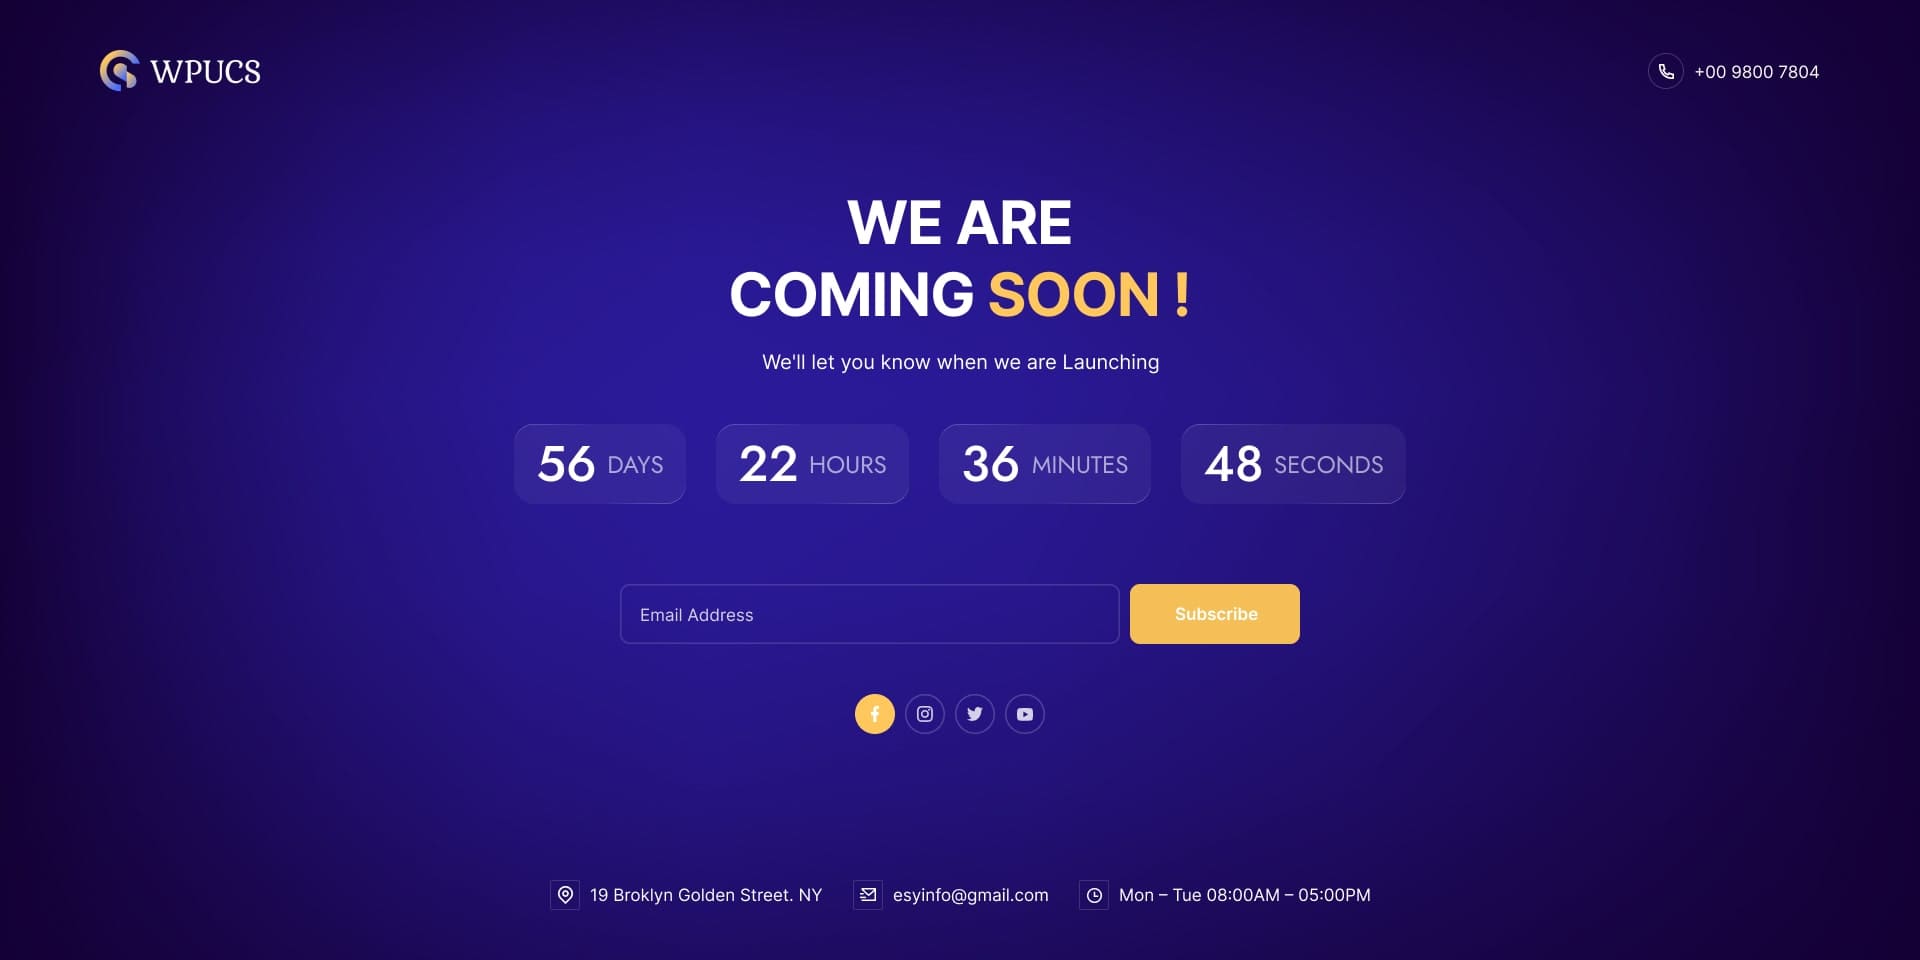 WPUCS
+00 9800 7804
WE ARE
COMING SOON !
We'll let you know when we are Launching
56 DAYS
22 HOURS
36 MINUTES
48 SECONDS
Email Address
Subscribe
19 Broklyn Golden Street. NY
esyinfo@gmail.com
Mon – Tue 08:00AM – 05:00PM